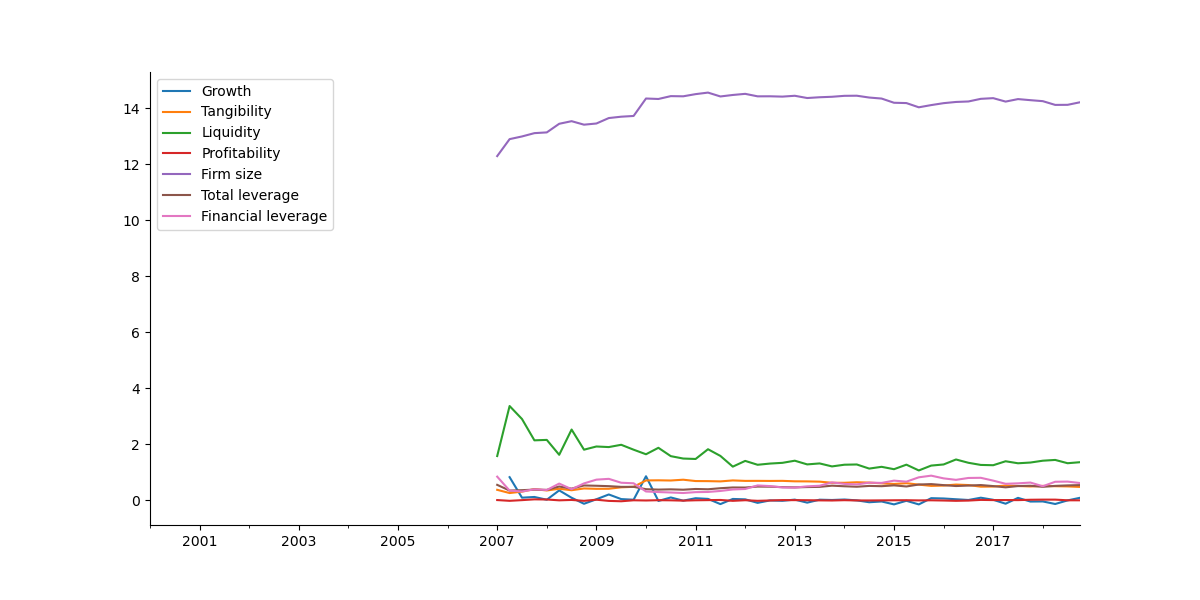 Growth
Tangibility
Liquidity
Profitability
Firm size
Total leverage
Financial leverage
14
12
10
8
6
4
2
0
2001 2003 2005 2007 2009 2011 2013 2015 2017